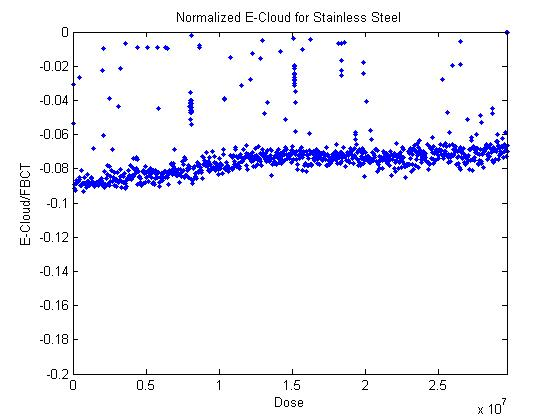 Normalized E-Cloud for Stainless Steel
0
-0.02
-0.04
-0.06
-0.08
-0.1
-0.12
-0.14
-0.16
-0.18
-0.2
E-Cloud/FBCT
0 0.5 1 1.5 2 2.5
x 10^7
Dose